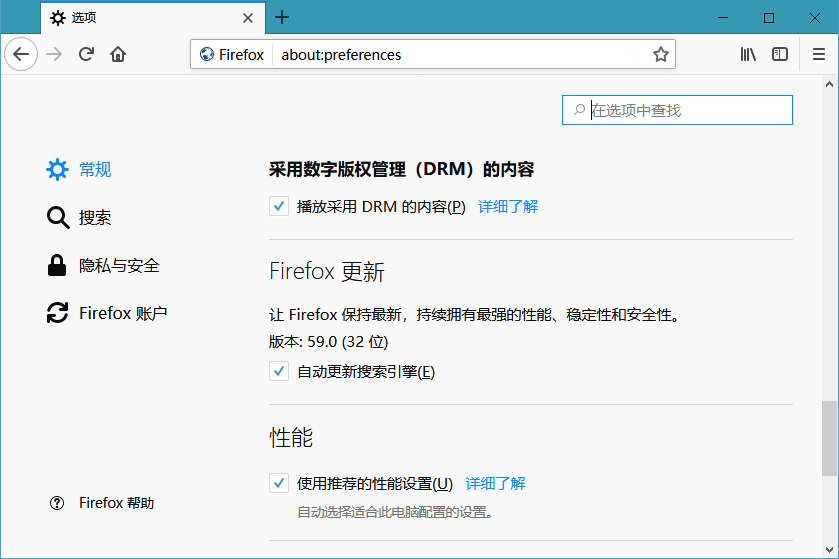 选项
Firefox about:preferences
在选项中查找
常规
搜索
隐私与安全
Firefox 账户
Firefox 帮助
采用数字版权管理（DRM）的内容
播放采用 DRM 的内容(P) 详细了解
Firefox 更新
让 Firefox 保持最新，持续拥有最强的性能、稳定性和安全性。
版本: 59.0 (32 位)
自动更新搜索引擎(E)
性能
使用推荐的性能设置(U) 详细了解
自动选择适合此电脑配置的设置。